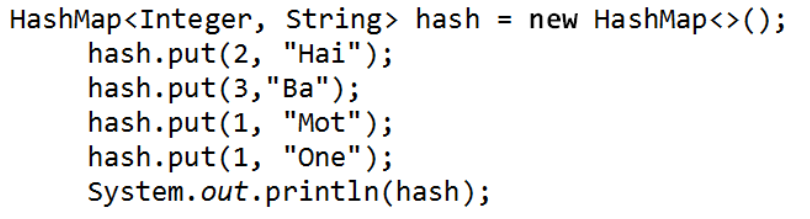 HashMap<Integer, String> hash = new HashMap<>();
hash.put(2, "Hai");
hash.put(3,"Ba");
hash.put(1, "Mot");
hash.put(1, "One");
System.out.println(hash);